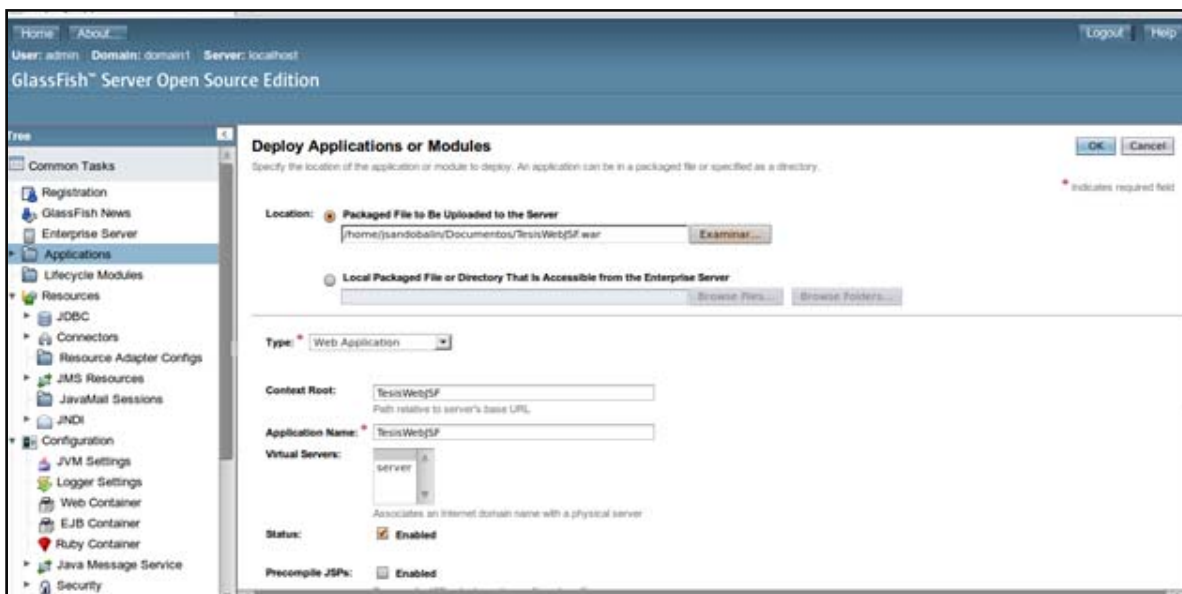 Home About...
Logout Help
User: admin Domain: domain1 Server: localhost
GlassFish™ Server Open Source Edition
Tree
Common Tasks
Registration
GlassFish News
Enterprise Server
Applications
Lifecycle Modules
Resources
JDBC
Connectors
Resource Adapter Configs
JMS Resources
JavaMail Sessions
JNDI
Configuration
JVM Settings
Logger Settings
Web Container
EJB Container
Ruby Container
Java Message Service
Security
Deploy Applications or Modules
OK Cancel
Specify the location of the application or module to deploy. An application can be in a packaged file or specified as a directory.
* Indicates required field
Location: Packaged File to Be Uploaded to the Server
/home/jsandobalin/Documentos/TesisWebJSF.war Examinar...
Local Packaged File or Directory That Is Accessible from the Enterprise Server
Browse Files... Browse Folders...
Type: * Web Application
Context Root: TesisWebJSF
Path relative to server's base URL.
Application Name: * TesisWebJSF
Virtual Servers:
server
Associates an Internet domain name with a physical server
Status: Enabled
Precompile JSPs: Enabled